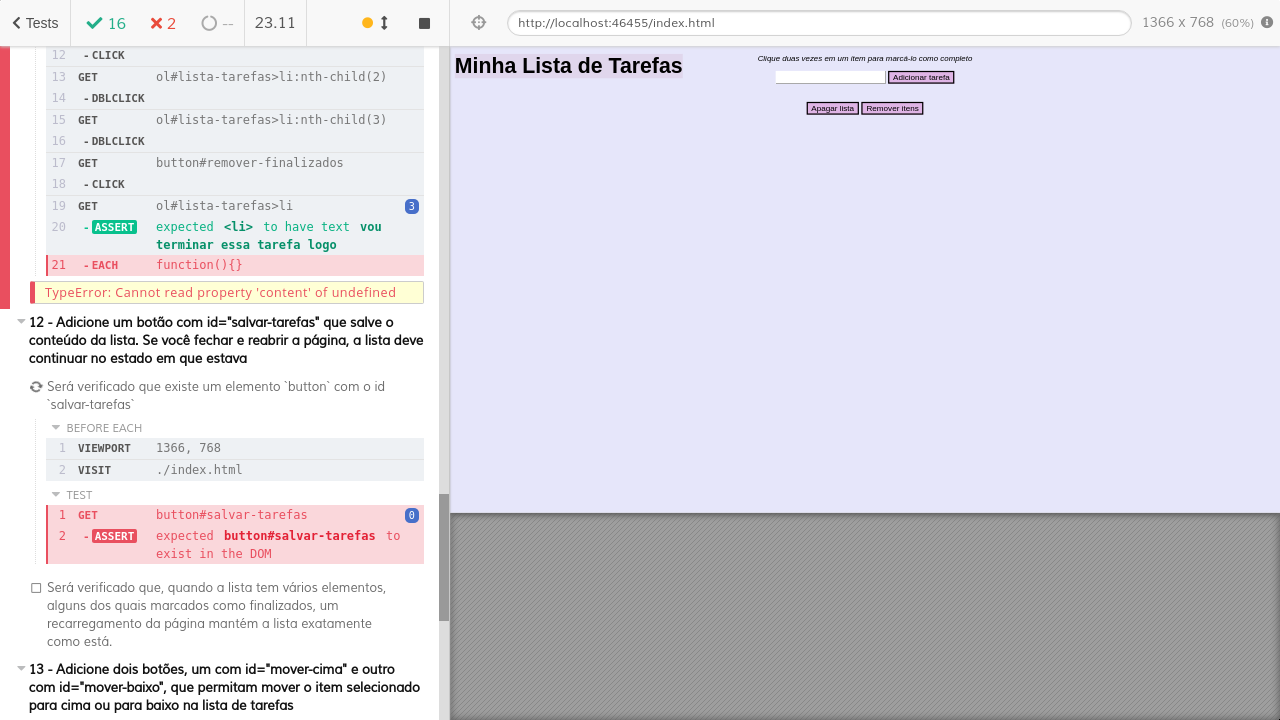 Tests 16 2 -- 23.11 http://localhost:46455/index.html 1366 x 768 (60%)
12 - CLICK
13 GET ol#lista-tarefas>li:nth-child(2)
14 - DBLCLICK
15 GET ol#lista-tarefas>li:nth-child(3)
16 - DBLCLICK
17 GET button#remover-finalizados
18 - CLICK
19 GET ol#lista-tarefas>li 3
20 - ASSERT expected <li> to have text vou
terminar essa tarefa logo
21 - EACH function(){}
TypeError: Cannot read property 'content' of undefined
12 - Adicione um botão com id="salvar-tarefas" que salve o
conteúdo da lista. Se você fechar e reabrir a página, a lista deve
continuar no estado em que estava
Será verificado que existe um elemento `button` com o id
`salvar-tarefas`
BEFORE EACH
1 VIEWPORT 1366, 768
2 VISIT ./index.html
TEST
1 GET button#salvar-tarefas 0
2 - ASSERT expected button#salvar-tarefas to
exist in the DOM
Será verificado que, quando a lista tem vários elementos,
alguns dos quais marcados como finalizados, um
recarregamento da página mantém a lista exatamente
como está.
13 - Adicione dois botões, um com id="mover-cima" e outro
com id="mover-baixo", que permitam mover o item selecionado
para cima ou para baixo na lista de tarefas
Minha Lista de Tarefas
Clique duas vezes em um item para marcá-lo como completo
Adicionar tarefa
Apagar lista Remover itens